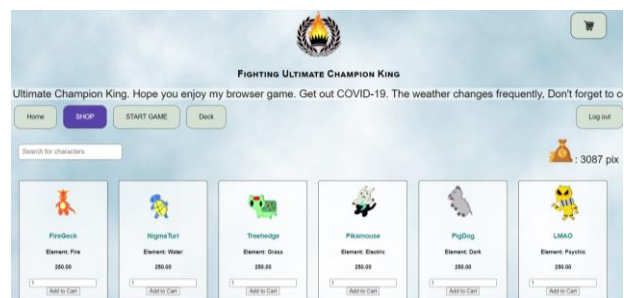 FIGHTING ULTIMATE CHAMPION KING
Ultimate Champion King. Hope you enjoy my browser game. Get out COVID-19. The weather changes frequently, Don't forget to c
Home SHOP START GAME Deck Log out
Search for characters
: 3087 pix
FireGeck NigmaTurl Treehedge Pikamouse PigDog LMAO
Element: Fire Element: Water Element: Grass Element: Electric Element: Dark Element: Psychic
250.00 250.00 250.00 250.00 250.00 250.00
1 1 1 1 1 1
Add to Cart Add to Cart Add to Cart Add to Cart Add to Cart Add to Cart